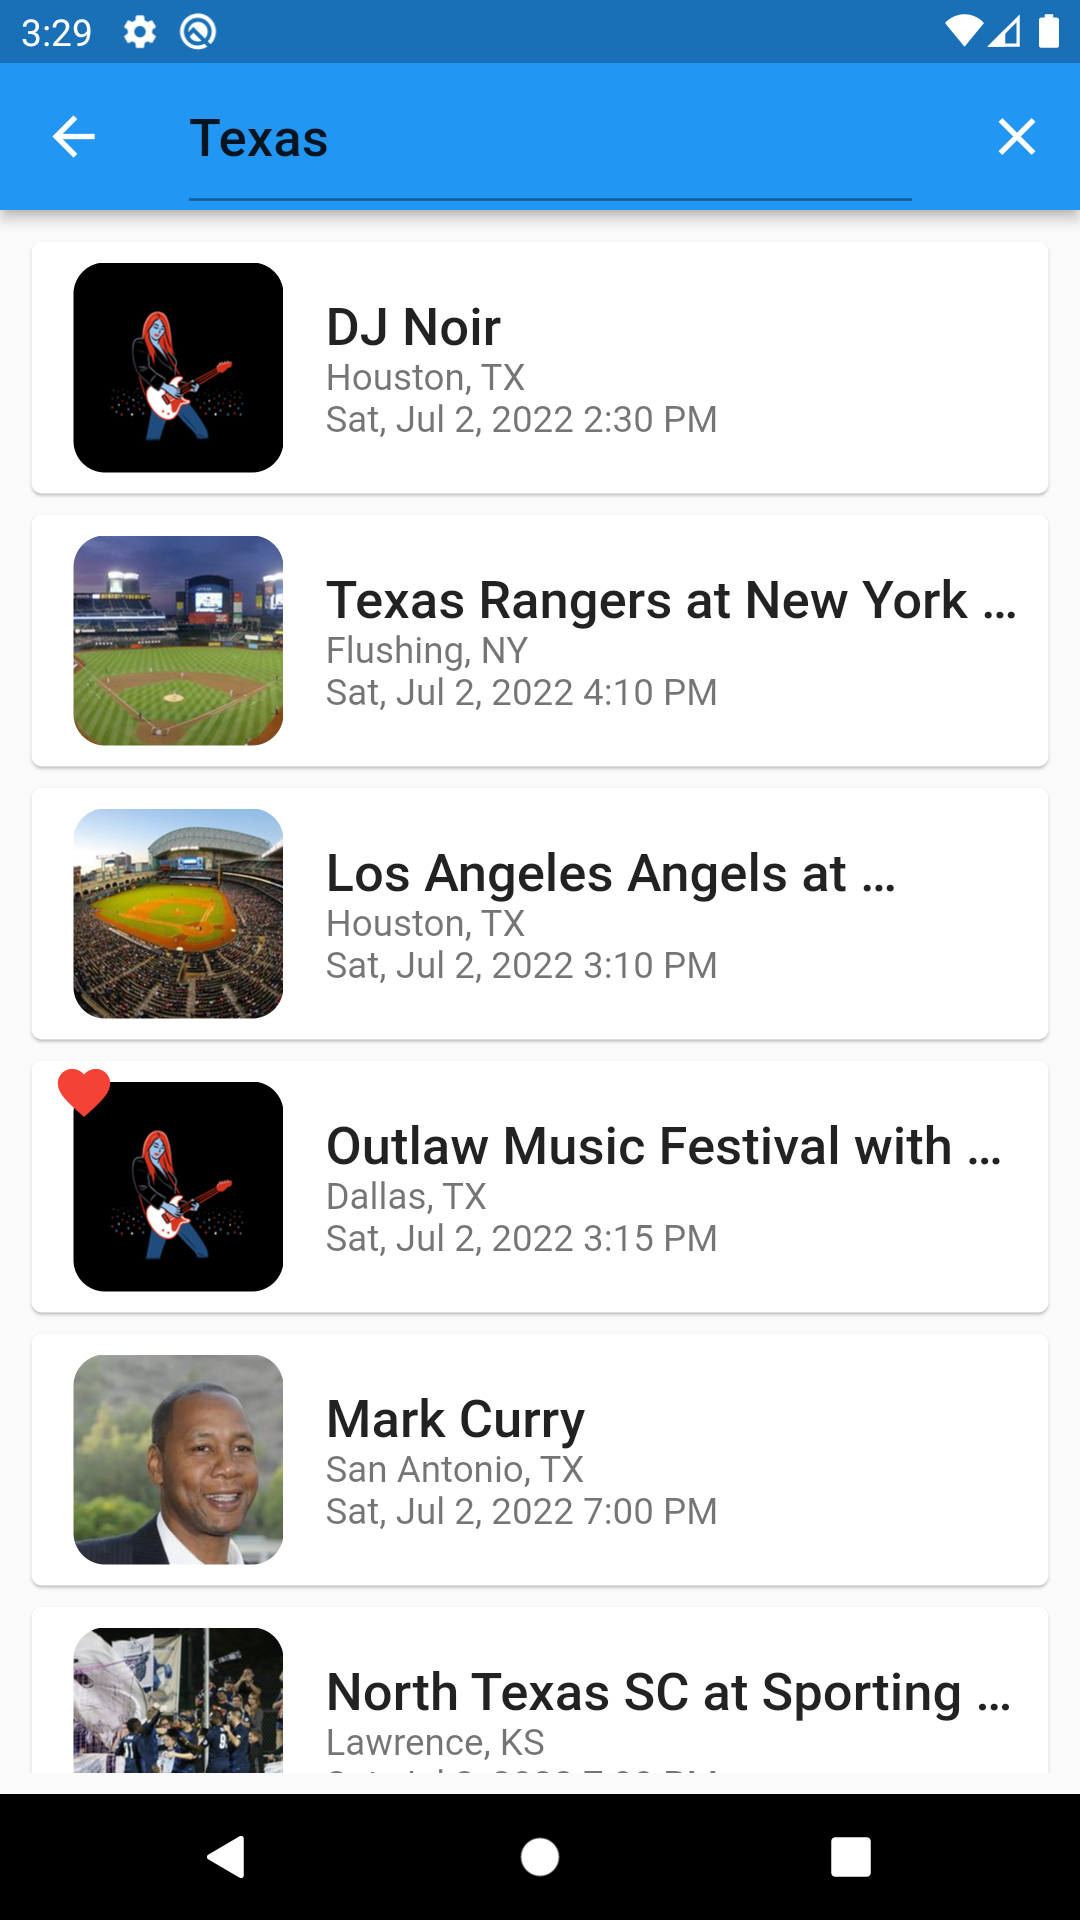 3:29
Texas
DJ Noir
Houston, TX
Sat, Jul 2, 2022 2:30 PM
Texas Rangers at New York ...
Flushing, NY
Sat, Jul 2, 2022 4:10 PM
Los Angeles Angels at ...
Houston, TX
Sat, Jul 2, 2022 3:10 PM
Outlaw Music Festival with ...
Dallas, TX
Sat, Jul 2, 2022 3:15 PM
Mark Curry
San Antonio, TX
Sat, Jul 2, 2022 7:00 PM
North Texas SC at Sporting ...
Lawrence, KS